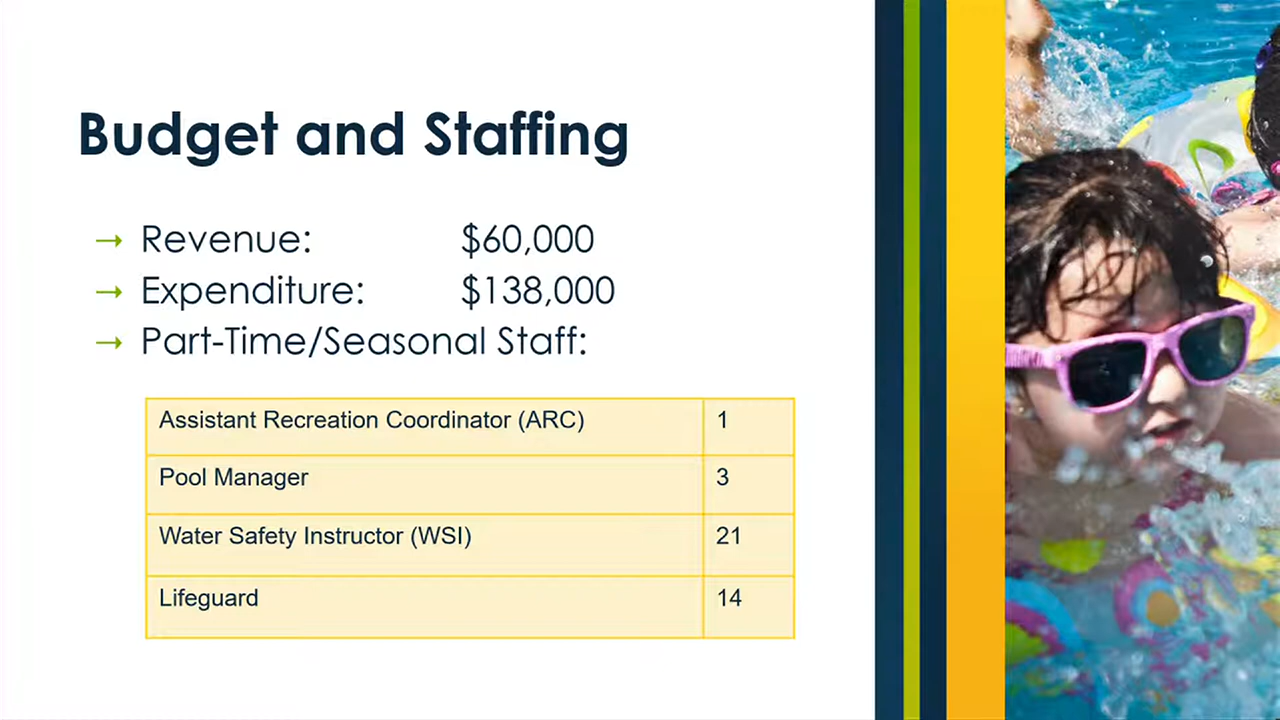 Budget and Staffing
→ Revenue: $60,000
→ Expenditure: $138,000
→ Part-Time/Seasonal Staff:
Assistant Recreation Coordinator (ARC) 1
Pool Manager 3
Water Safety Instructor (WSI) 21
Lifeguard 14